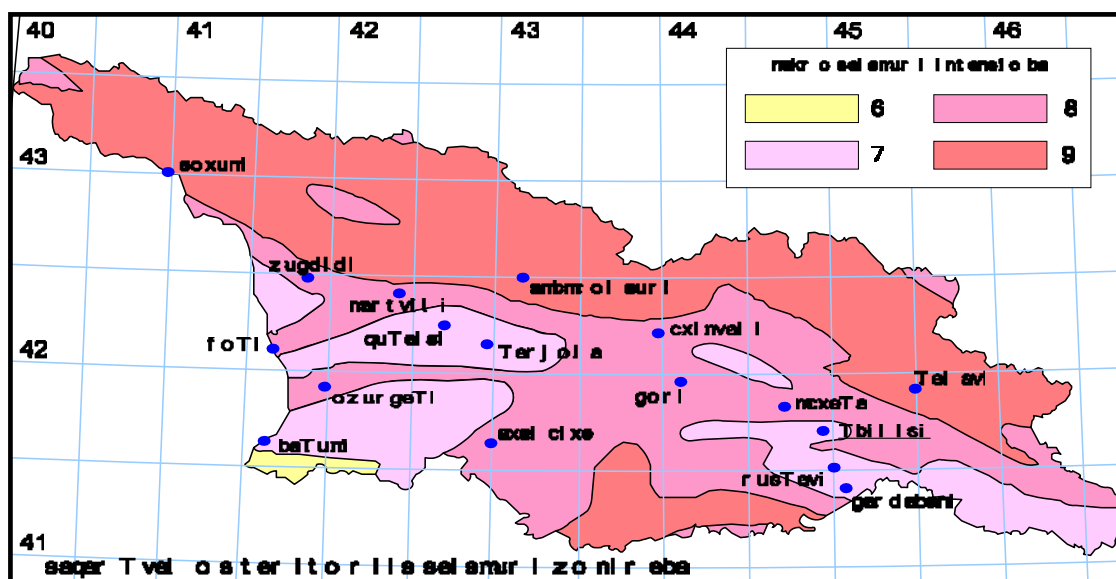 40 41 42 43 44 45 46
makroseismuri intensioba
6 8
7 9
43
soxumi
zugdidi
ambrolauri
martvili
cxinvali
quTaisi
foTi
Terjola
42
Telavi
gori
ozurgeTi
mcxeTa
Tbilisi
axalcixe
baTumi
rusTavi
gardabani
41
saqarTvelos teritoriis seismuri zonireba